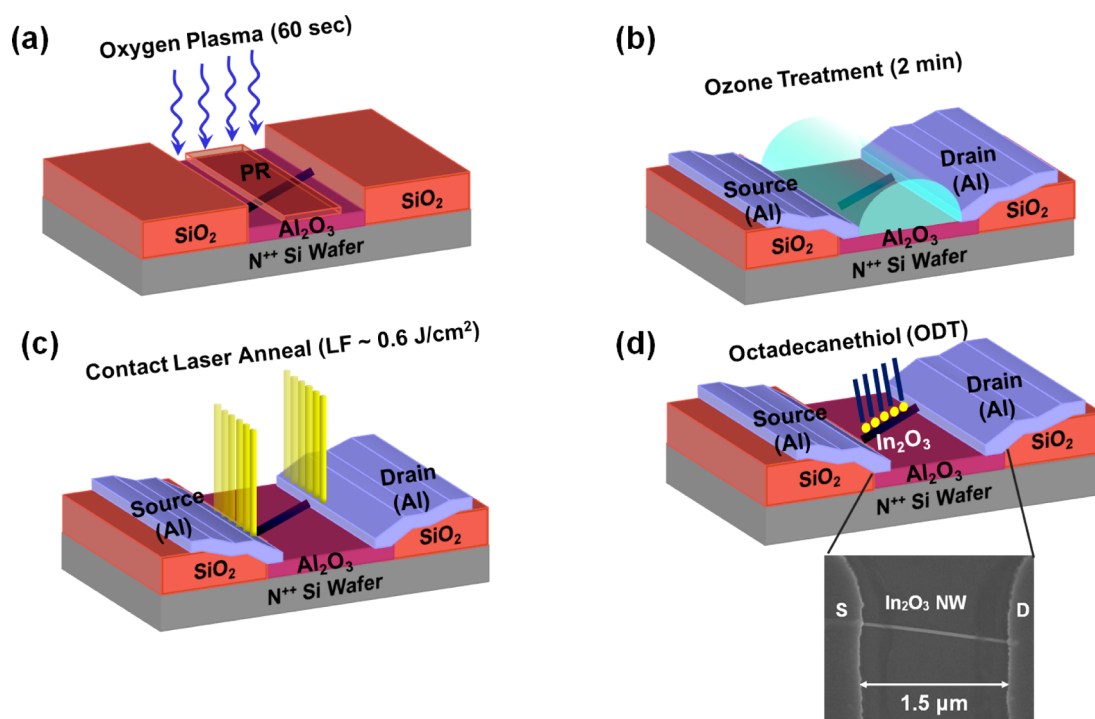 (a)
Oxygen Plasma (60 sec)
PR
SiO₂
SiO₂
Al₂O₃
N⁺⁺ Si Wafer
(b)
Ozone Treatment (2 min)
Source
(Al)
Drain
(Al)
SiO₂
SiO₂
Al₂O₃
N⁺⁺ Si Wafer
(c)
Contact Laser Anneal (LF ~ 0.6 J/cm²)
Source
(Al)
Drain
(Al)
SiO₂
SiO₂
Al₂O₃
N⁺⁺ Si Wafer
(d)
Octadecanethiol (ODT)
Source
(Al)
Drain
(Al)
In₂O₃
SiO₂
SiO₂
Al₂O₃
N⁺⁺ Si Wafer
S
In₂O₃ NW
D
1.5 µm